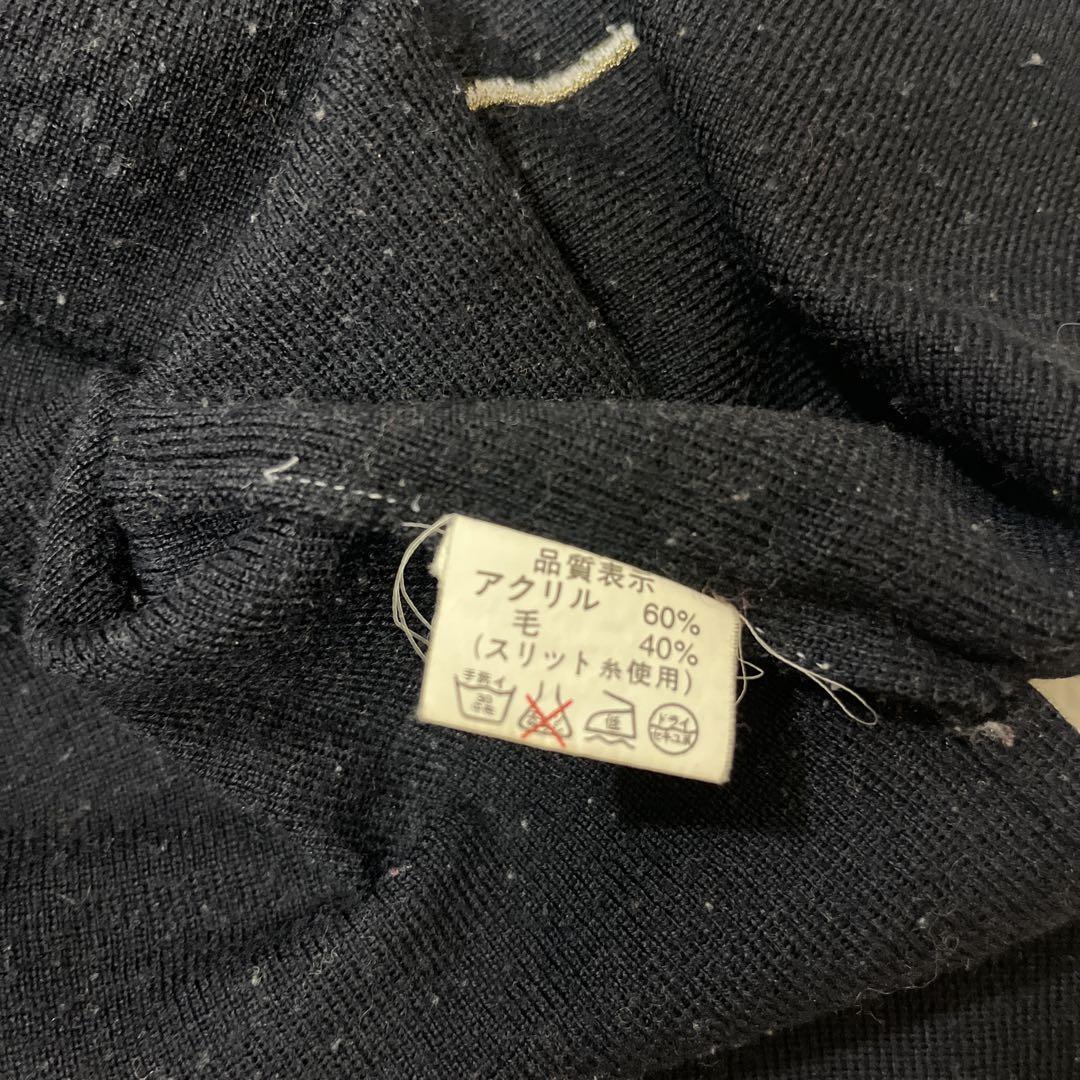 品質表示
アクリル 60%
毛 40%
(スリット糸使用)
手洗イ
30
中性
低
ドライ
セキユ系